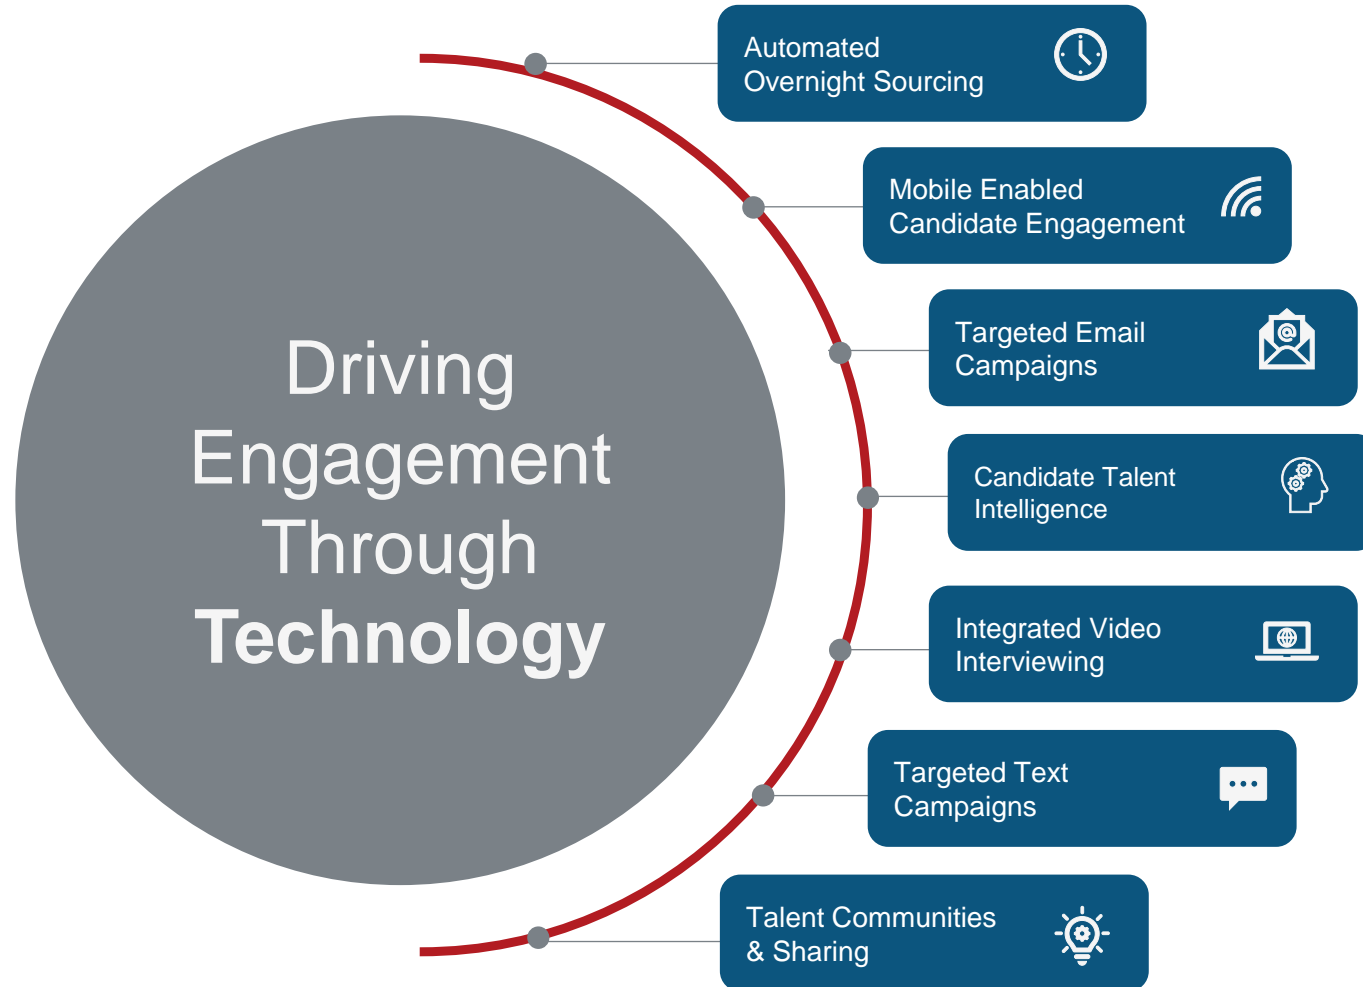 Driving
Engagement
Through
Technology
Automated
Overnight Sourcing
Mobile Enabled
Candidate Engagement
Targeted Email
Campaigns
Candidate Talent
Intelligence
Integrated Video
Interviewing
Targeted Text
Campaigns
Talent Communities
& Sharing